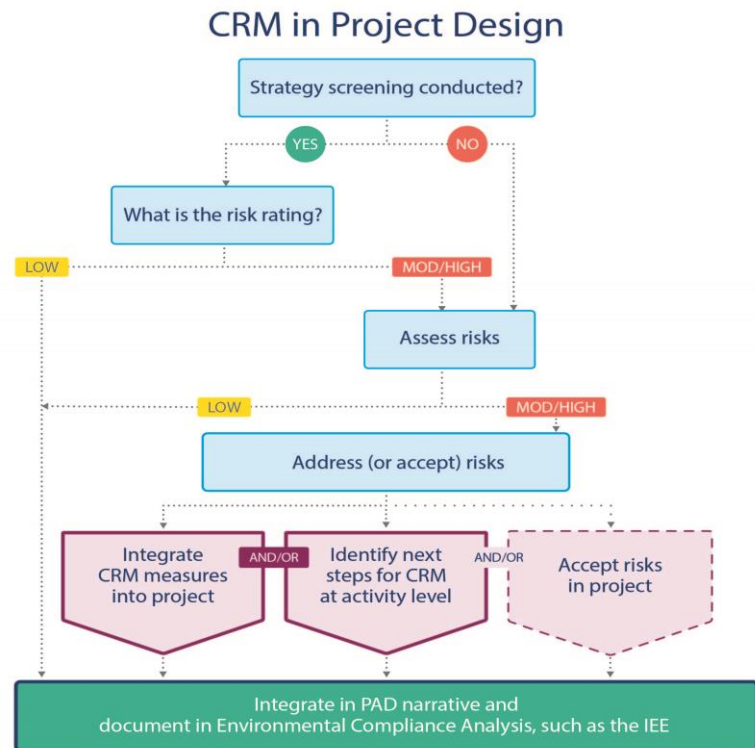 CRM in Project Design
Strategy screening conducted?
YES
NO
What is the risk rating?
LOW
MOD/HIGH
Assess risks
LOW
MOD/HIGH
Address (or accept) risks
Integrate
CRM measures
into project
AND/OR
Identify next
steps for CRM
at activity level
AND/OR
Accept risks
in project
Integrate in PAD narrative and
document in Environmental Compliance Analysis, such as the IEE